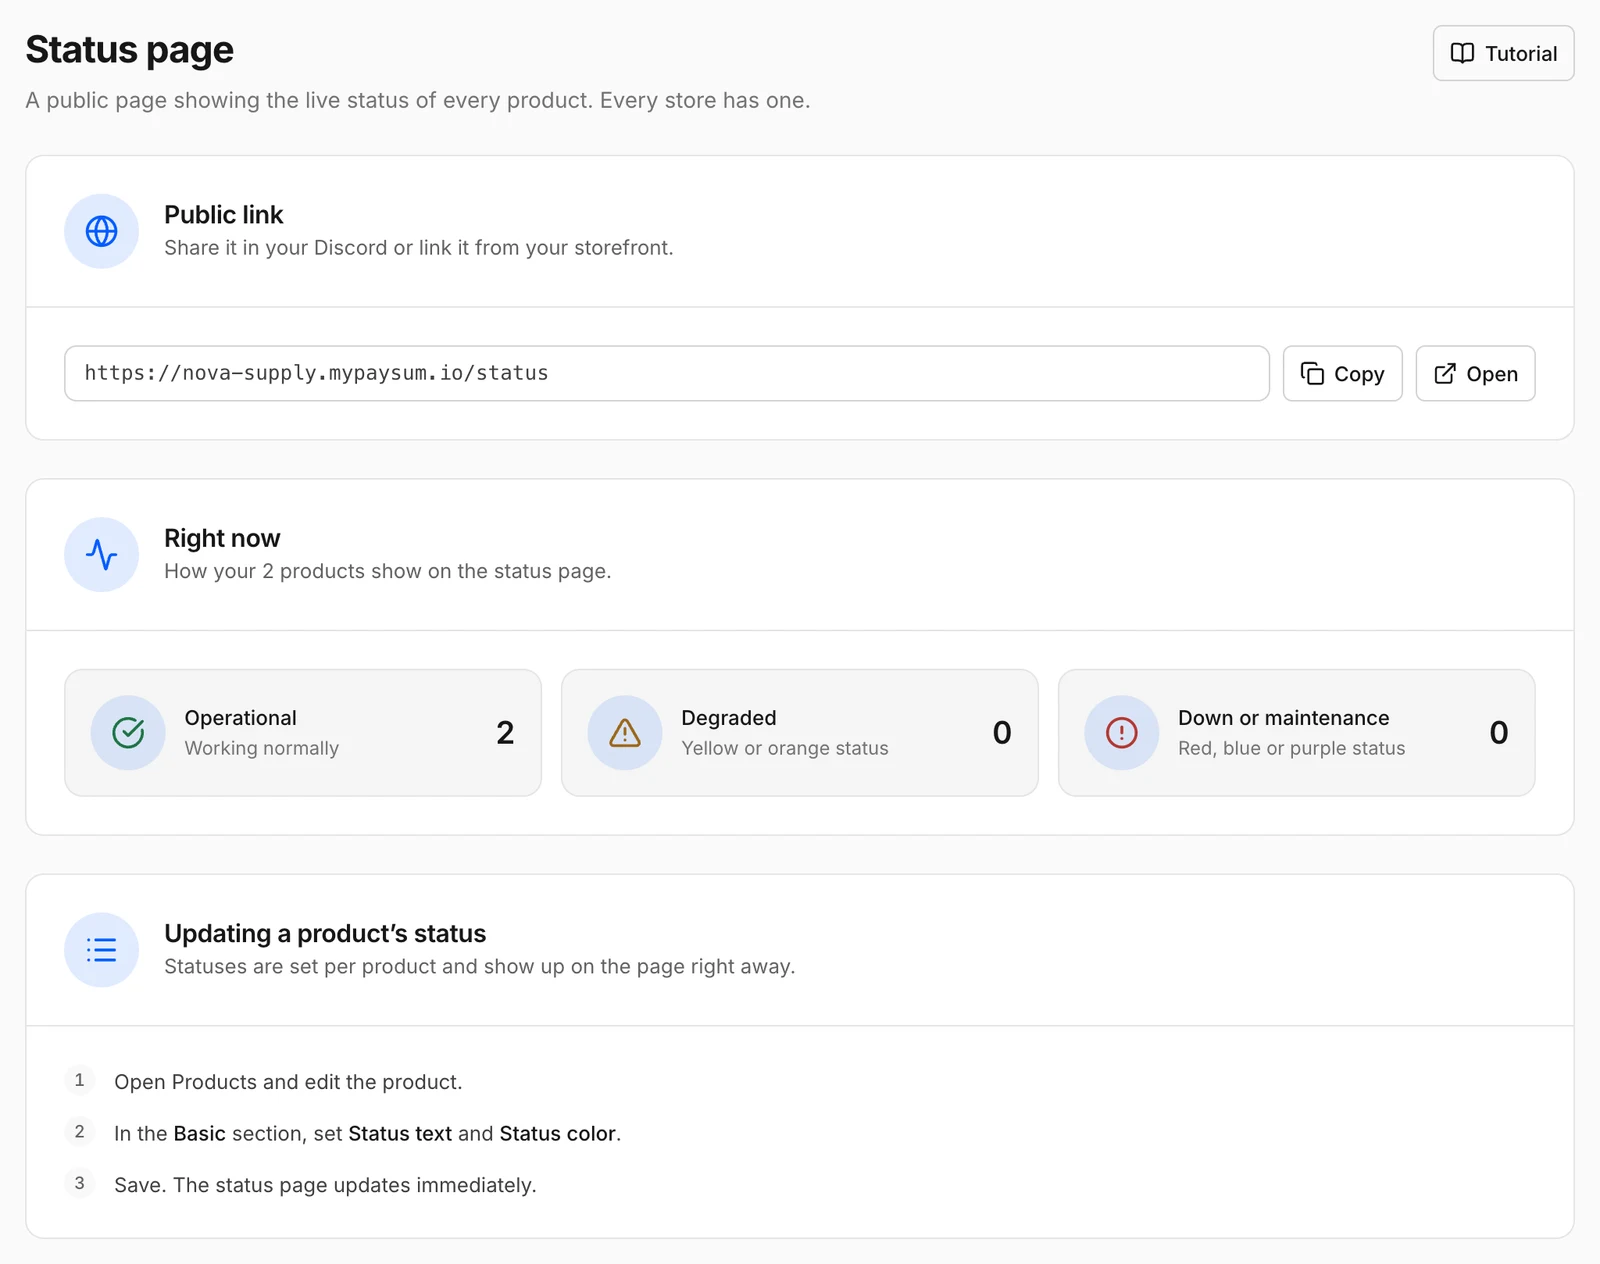 Status page
Tutorial
A public page showing the live status of every product. Every store has one.
Public link
Share it in your Discord or link it from your storefront.
https://nova-supply.mypaysum.io/status
Copy
Open
Right now
How your 2 products show on the status page.
Operational
Working normally
2
Degraded
Yellow or orange status
0
Down or maintenance
Red, blue or purple status
0
Updating a product’s status
Statuses are set per product and show up on the page right away.
1 Open Products and edit the product.
2 In the Basic section, set Status text and Status color.
3 Save. The status page updates immediately.